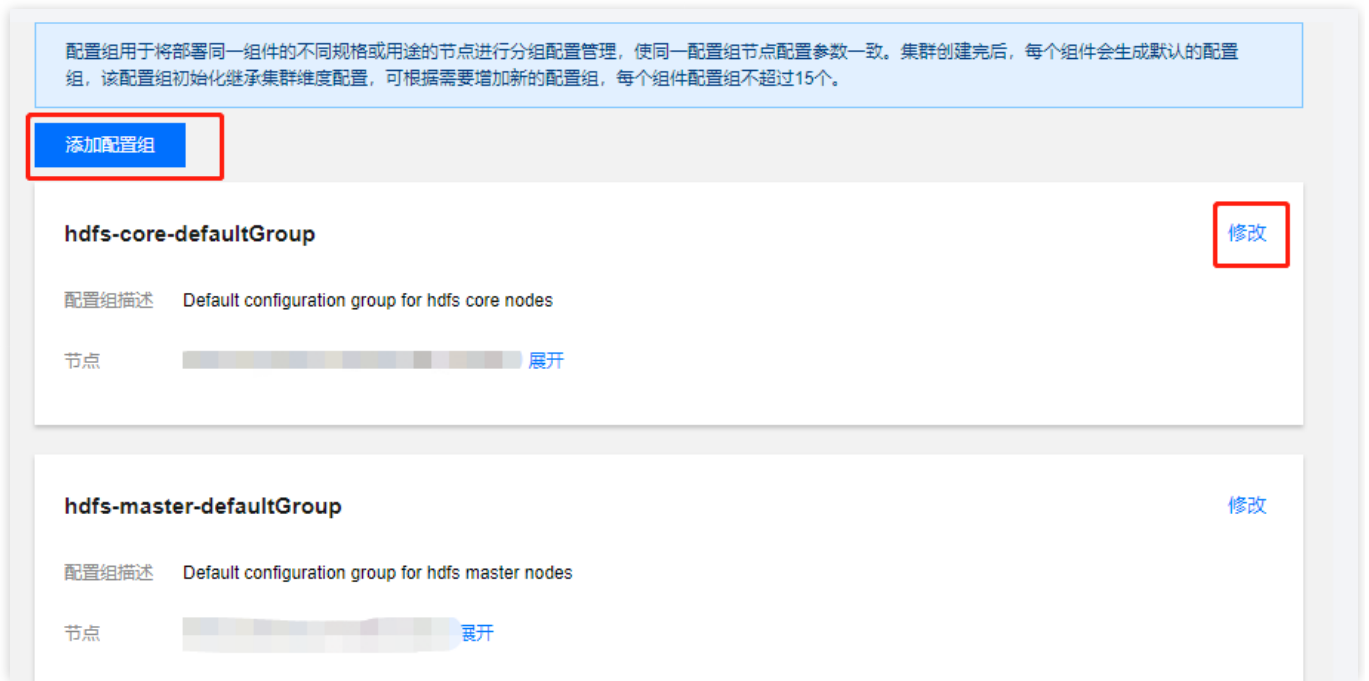 配置组用于将部署同一组件的不同规格或用途的节点进行分组配置管理，使同一配置组节点配置参数一致。集群创建完后，每个组件会生成默认的配置
组，该配置组初始化继承集群维度配置，可根据需要增加新的配置组，每个组件配置组不超过15个。
添加配置组
hdfs-core-defaultGroup 修改
配置组描述 Default configuration group for hdfs core nodes
节点 展开
hdfs-master-defaultGroup 修改
配置组描述 Default configuration group for hdfs master nodes
节点 展开